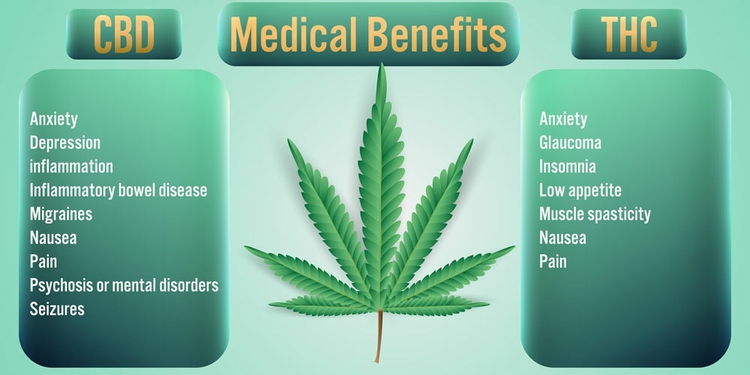 CBD
Medical Benefits
THC
Anxiety
Depression
inflammation
Inflammatory bowel disease
Migraines
Nausea
Pain
Psychosis or mental disorders
Seizures
Anxiety
Glaucoma
Insomnia
Low appetite
Muscle spasticity
Nausea
Pain